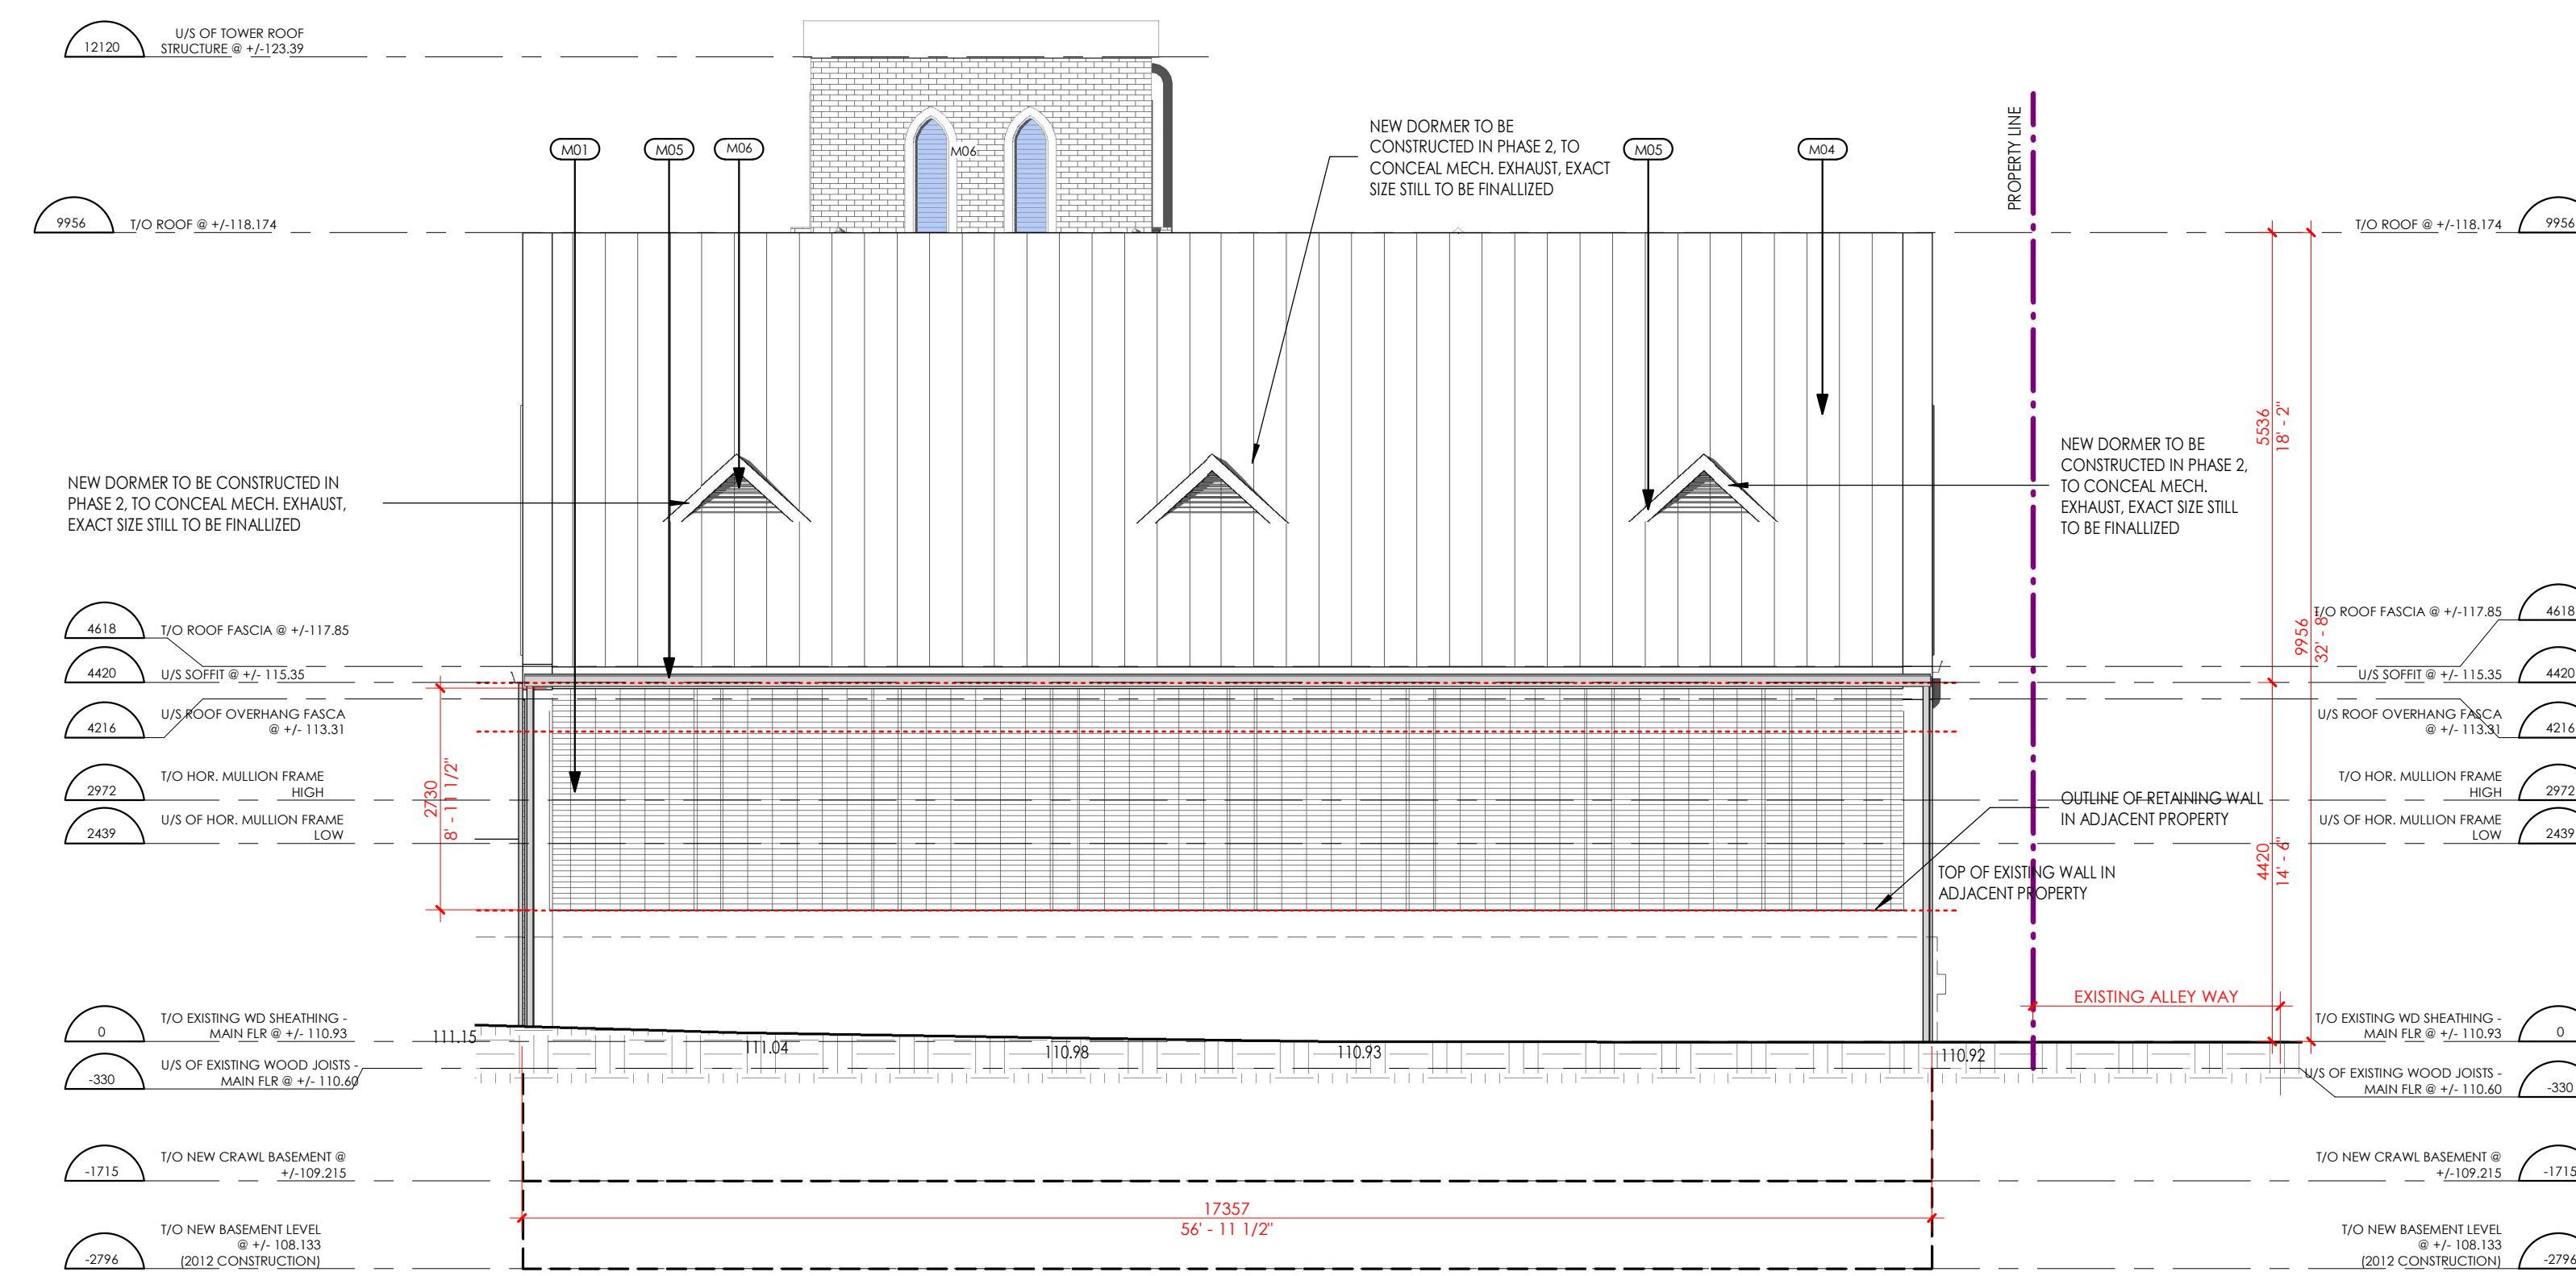 12120
U/S OF TOWER ROOF
STRUCTURE @ +/-123.39
9956
T/O ROOF @ +/-118.174
M01
M05
M06
M06
NEW DORMER TO BE
CONSTRUCTED IN PHASE 2, TO
CONCEAL MECH. EXHAUST, EXACT
SIZE STILL TO BE FINALLIZED
M05
M04
PROPERTY LINE
T/O ROOF @ +/-118.174
9956
NEW DORMER TO BE CONSTRUCTED IN
PHASE 2, TO CONCEAL MECH. EXHAUST,
EXACT SIZE STILL TO BE FINALLIZED
NEW DORMER TO BE
CONSTRUCTED IN PHASE 2,
TO CONCEAL MECH.
EXHAUST, EXACT SIZE STILL
TO BE FINALLIZED
5536
18' - 2"
9956
32' - 8"
4420
14' - 6"
4618
T/O ROOF FASCIA @ +/-117.85
4420
U/S SOFFIT @ +/- 115.35
4216
U/S ROOF OVERHANG FASCA
@ +/- 113.31
2972
T/O HOR. MULLION FRAME
HIGH
2439
U/S OF HOR. MULLION FRAME
LOW
2730
8' - 11 1/2"
T/O ROOF FASCIA @ +/-117.85
4618
U/S SOFFIT @ +/- 115.35
4420
U/S ROOF OVERHANG FASCA
@ +/- 113.31
4216
T/O HOR. MULLION FRAME
HIGH
2972
U/S OF HOR. MULLION FRAME
LOW
2439
OUTLINE OF RETAINING WALL
IN ADJACENT PROPERTY
TOP OF EXISTING WALL IN
ADJACENT PROPERTY
EXISTING ALLEY WAY
0
T/O EXISTING WD SHEATHING -
MAIN FLR @ +/- 110.93
-330
U/S OF EXISTING WOOD JOISTS -
MAIN FLR @ +/- 110.60
111.15
111.04
110.98
110.93
110.92
T/O EXISTING WD SHEATHING -
MAIN FLR @ +/- 110.93
0
U/S OF EXISTING WOOD JOISTS -
MAIN FLR @ +/- 110.60
-330
-1715
T/O NEW CRAWL BASEMENT @
+/-109.215
T/O NEW CRAWL BASEMENT @
+/-109.215
-1715
17357
56' - 11 1/2"
-2796
T/O NEW BASEMENT LEVEL
@ +/- 108.133
(2012 CONSTRUCTION)
T/O NEW BASEMENT LEVEL
@ +/- 108.133
(2012 CONSTRUCTION)
-2796